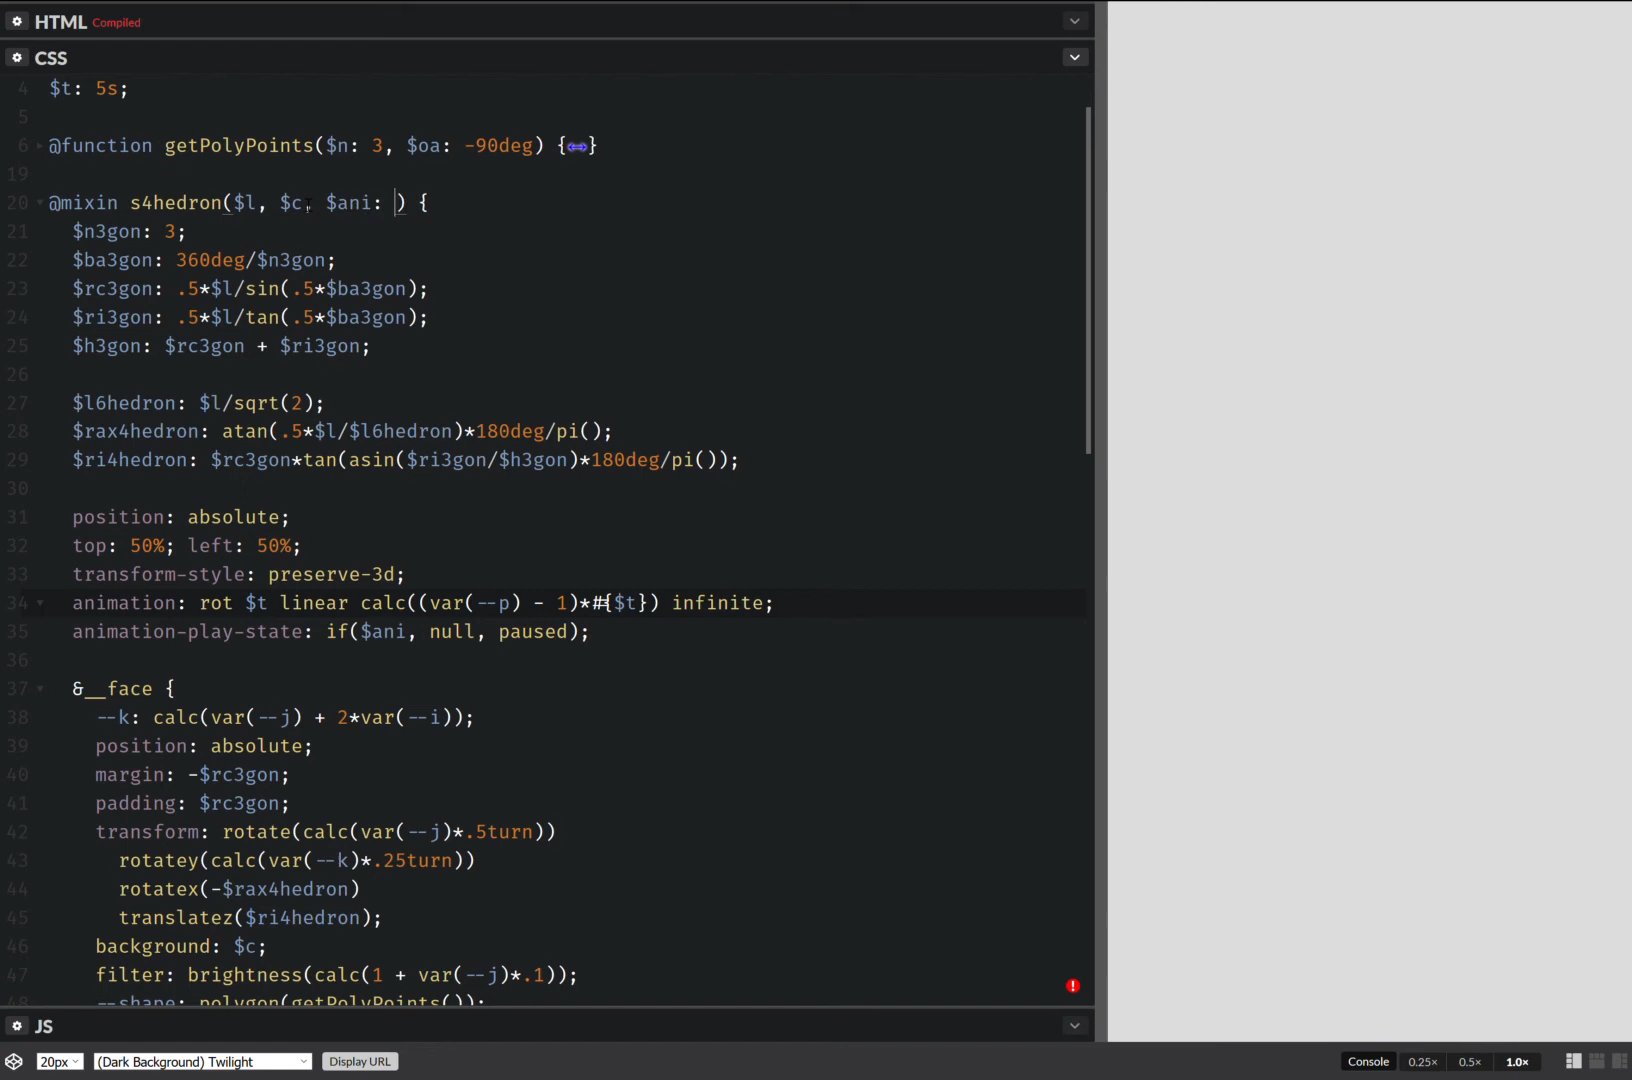 HTML Compiled
CSS
4 $t: 5s;
5
6 @function getPolyPoints($n: 3, $oa: -90deg) {↔}
19
20 @mixin s4hedron($l, $c, $ani: ) {
21 $n3gon: 3;
22 $ba3gon: 360deg/$n3gon;
23 $rc3gon: .5*$l/sin(.5*$ba3gon);
24 $ri3gon: .5*$l/tan(.5*$ba3gon);
25 $h3gon: $rc3gon + $ri3gon;
26
27 $l6hedron: $l/sqrt(2);
28 $rax4hedron: atan(.5*$l/$l6hedron)*180deg/pi();
29 $ri4hedron: $rc3gon*tan(asin($ri3gon/$h3gon)*180deg/pi());
30
31 position: absolute;
32 top: 50%; left: 50%;
33 transform-style: preserve-3d;
34 animation: rot $t linear calc((var(--p) - 1)*#{$t}) infinite;
35 animation-play-state: if($ani, null, paused);
36
37 &__face {
38 --k: calc(var(--j) + 2*var(--i));
39 position: absolute;
40 margin: -$rc3gon;
41 padding: $rc3gon;
42 transform: rotate(calc(var(--j)*.5turn))
43 rotatey(calc(var(--k)*.25turn))
44 rotatex(-$rax4hedron)
45 translatez($ri4hedron);
46 background: $c;
47 filter: brightness(calc(1 + var(--j)*.1));
48 --shape: polygon(getPolyPoints());
JS
20px (Dark Background) Twilight Display URL Console 0.25× 0.5× 1.0×